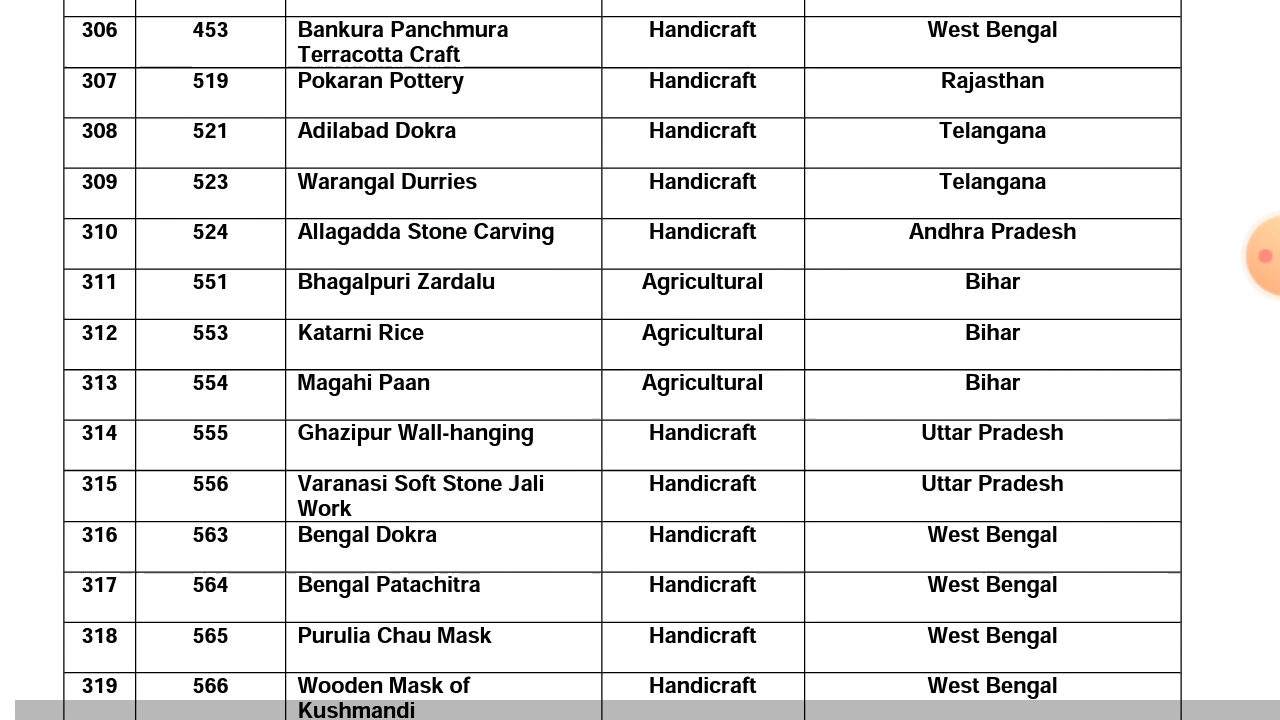 306 453 Bankura Panchmura Handicraft West Bengal
Terracotta Craft
307 519 Pokaran Pottery Handicraft Rajasthan
308 521 Adilabad Dokra Handicraft Telangana
309 523 Warangal Durries Handicraft Telangana
310 524 Allagadda Stone Carving Handicraft Andhra Pradesh
311 551 Bhagalpuri Zardalu Agricultural Bihar
312 553 Katarni Rice Agricultural Bihar
313 554 Magahi Paan Agricultural Bihar
314 555 Ghazipur Wall-hanging Handicraft Uttar Pradesh
315 556 Varanasi Soft Stone Jali Handicraft Uttar Pradesh
Work
316 563 Bengal Dokra Handicraft West Bengal
317 564 Bengal Patachitra Handicraft West Bengal
318 565 Purulia Chau Mask Handicraft West Bengal
319 566 Wooden Mask of Handicraft West Bengal
Kushmandi